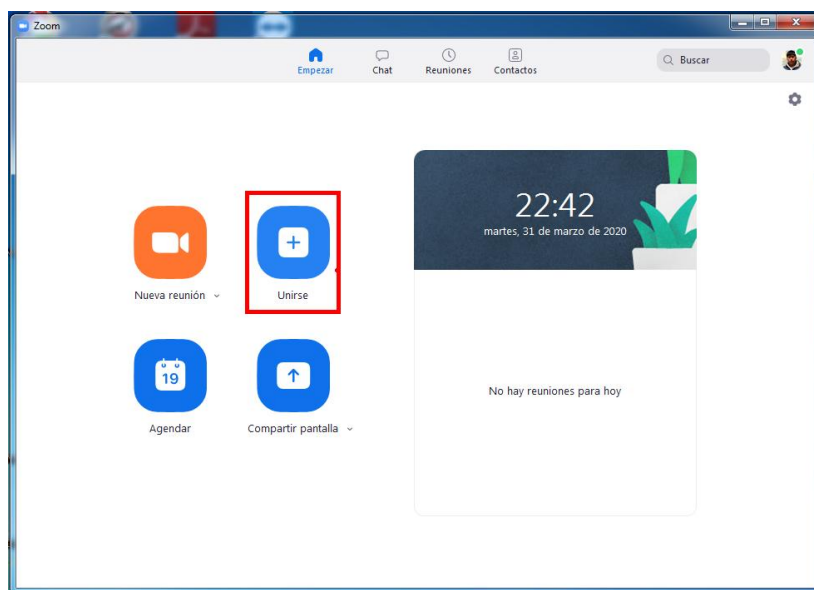 Zoom
Empezar
Chat
Reuniones
Contactos
Buscar
22:42
martes, 31 de marzo de 2020
Nueva reunión
Unirse
19
Agendar
Compartir pantalla
No hay reuniones para hoy